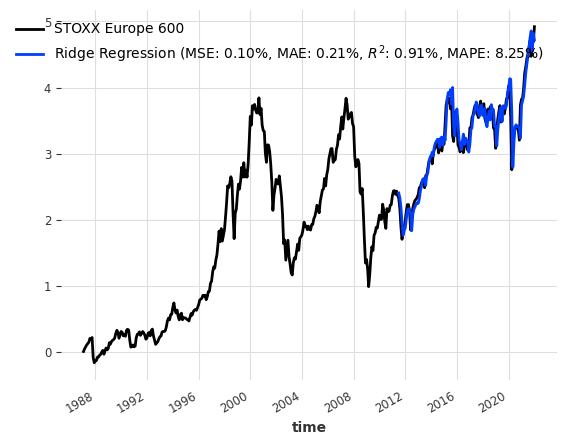 STOXX Europe 600
Ridge Regression (MSE: 0.10%, MAE: 0.21%, R²: 0.91%, MAPE: 8.25%)
5
4
3
2
1
0
1988 1992 1996 2000 2004 2008 2012 2016 2020
time